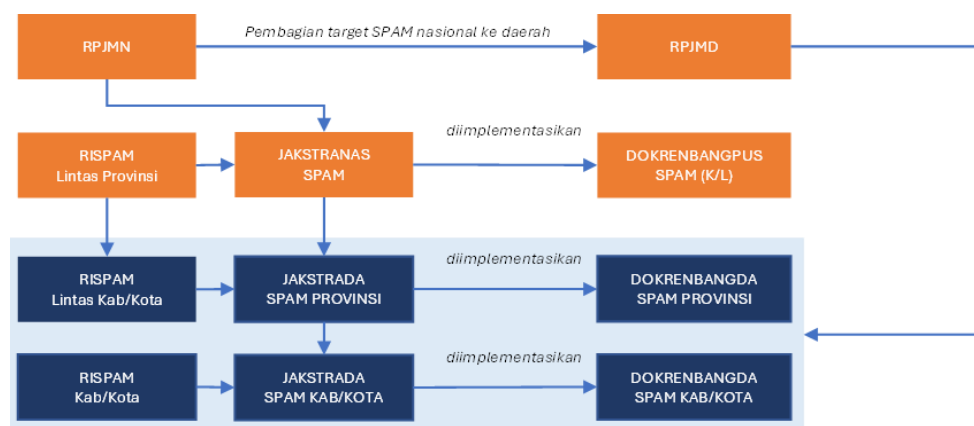 RPJMN
Pembagian target SPAM nasional ke daerah
RPJMD
RISPAM
Lintas Provinsi
JAKSTRANAS
SPAM
diimplementasikan
DOKRENBANGPUS
SPAM (K/L)
RISPAM
Lintas Kab/Kota
JAKSTRADA
SPAM PROVINSI
diimplementasikan
DOKRENBANGDA
SPAM PROVINSI
RISPAM
Kab/Kota
JAKSTRADA
SPAM KAB/KOTA
diimplementasikan
DOKRENBANGDA
SPAM KAB/KOTA